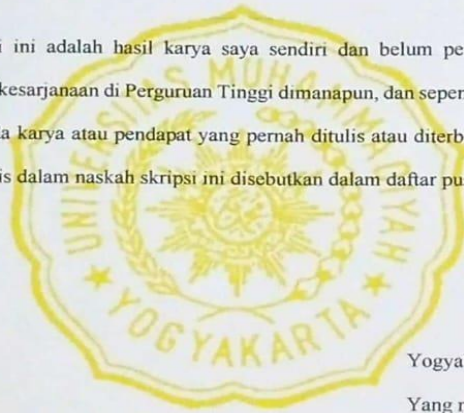 i ini adalah hasil karya saya sendiri dan belum pe
kesarjanaan di Perguruan Tinggi dimanapun, dan seper
a karya atau pendapat yang pernah ditulis atau diterb
is dalam naskah skripsi ini disebutkan dalam daftar pu
UNIVERSITAS MUHAMMADIYAH
★ YOGYAKARTA ★
Yogya
Yang